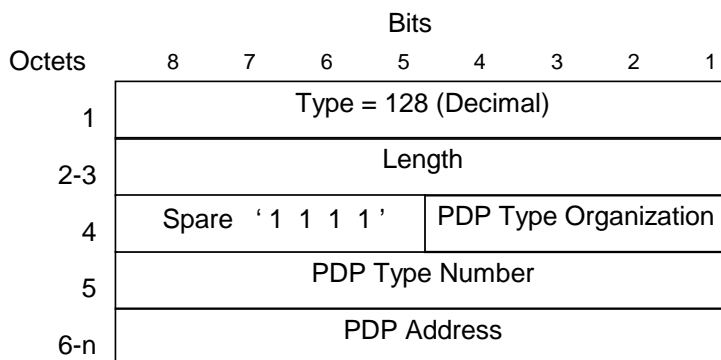 Bits
Octets 8 7 6 5 4 3 2 1
1 Type = 128 (Decimal)
2-3 Length
4 Spare ‘ 1 1 1 1 ’ PDP Type Organization
5 PDP Type Number
6-n PDP Address